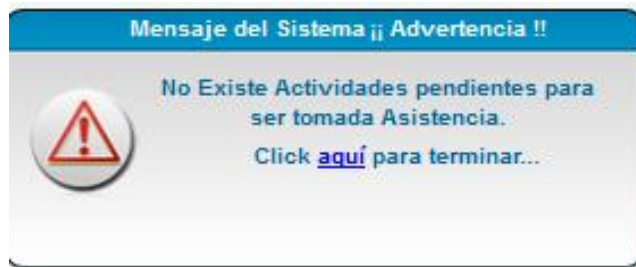 Mensaje del Sistema ¡¡ Advertencia !!
No Existe Actividades pendientes para
ser tomada Asistencia.
Click aquí para terminar...